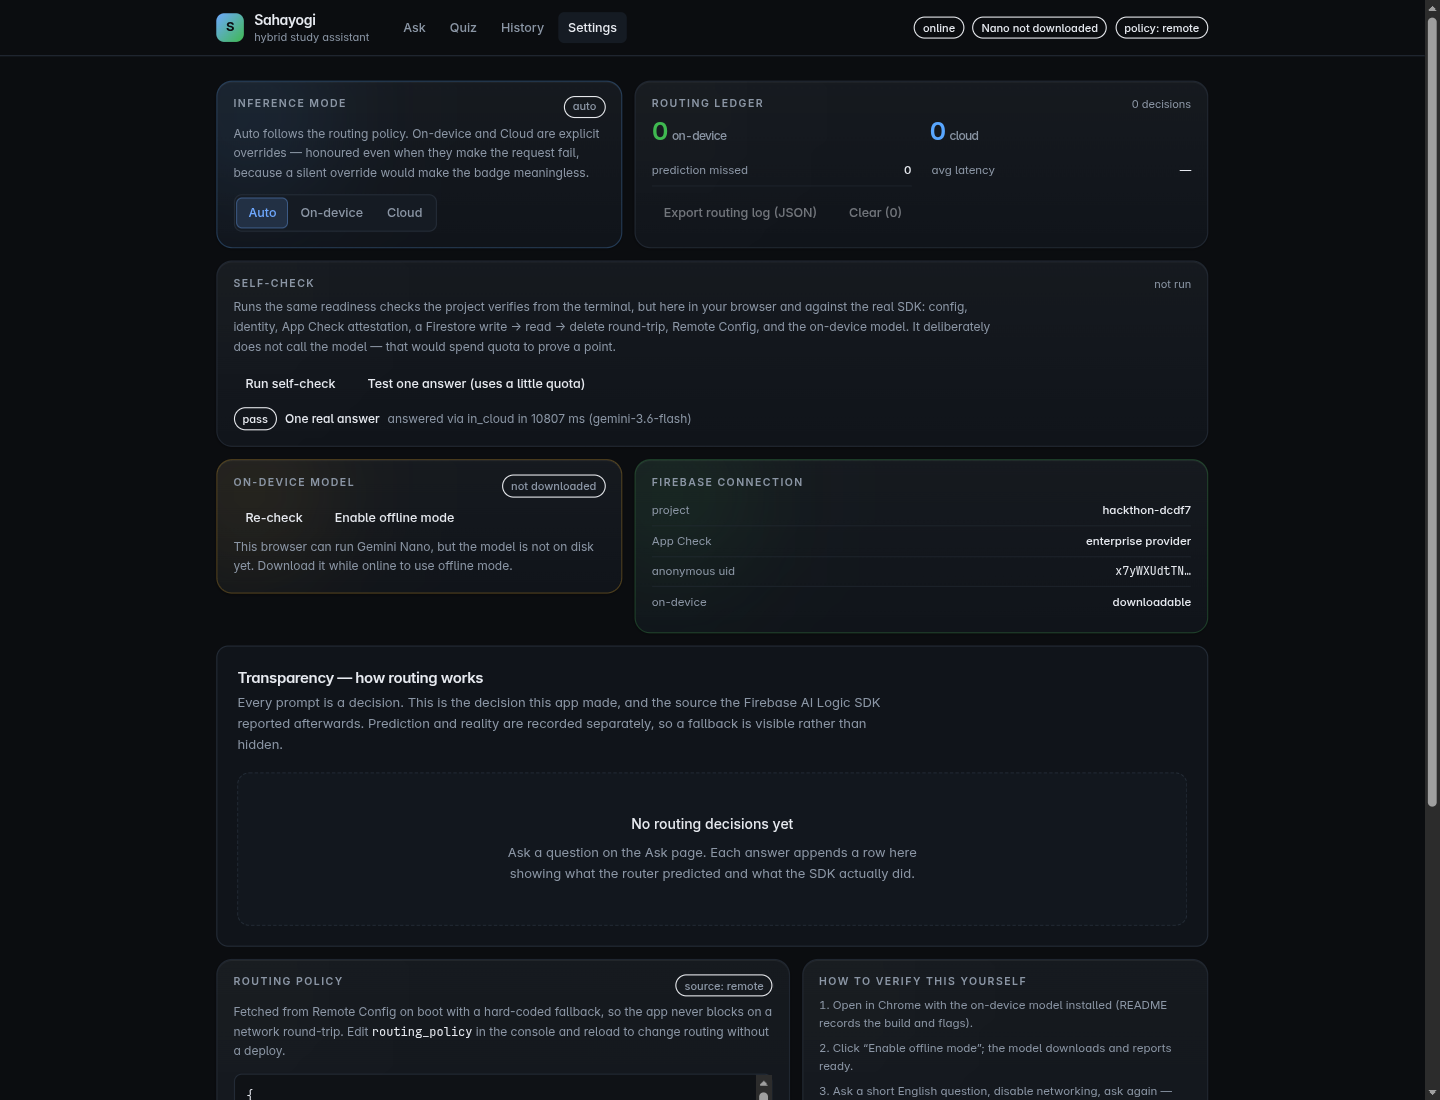 S
Sahayogi
hybrid study assistant
Ask
Quiz
History
Settings
online
Nano not downloaded
policy: remote
INFERENCE MODE
auto
Auto follows the routing policy. On-device and Cloud are explicit
overrides — honoured even when they make the request fail,
because a silent override would make the badge meaningless.
Auto
On-device
Cloud
ROUTING LEDGER
0 decisions
0 on-device
0 cloud
prediction missed
0
avg latency
—
Export routing log (JSON)
Clear (0)
SELF-CHECK
not run
Runs the same readiness checks the project verifies from the terminal, but here in your browser and against the real SDK: config,
identity, App Check attestation, a Firestore write → read → delete round-trip, Remote Config, and the on-device model. It deliberately
does not call the model — that would spend quota to prove a point.
Run self-check
Test one answer (uses a little quota)
pass
One real answer
answered via in_cloud in 10807 ms (gemini-3.6-flash)
ON-DEVICE MODEL
not downloaded
Re-check
Enable offline mode
This browser can run Gemini Nano, but the model is not on disk
yet. Download it while online to use offline mode.
FIREBASE CONNECTION
project
hackthon-dcdf7
App Check
enterprise provider
anonymous uid
x7yWXUdtTN…
on-device
downloadable
Transparency — how routing works
Every prompt is a decision. This is the decision this app made, and the source the Firebase AI Logic SDK
reported afterwards. Prediction and reality are recorded separately, so a fallback is visible rather than
hidden.
No routing decisions yet
Ask a question on the Ask page. Each answer appends a row here
showing what the router predicted and what the SDK actually did.
ROUTING POLICY
source: remote
Fetched from Remote Config on boot with a hard-coded fallback, so the app never blocks on a
network round-trip. Edit routing_policy in the console and reload to change routing without
a deploy.
{
HOW TO VERIFY THIS YOURSELF
1. Open in Chrome with the on-device model installed (README
records the build and flags).
2. Click “Enable offline mode”; the model downloads and reports
ready.
3. Ask a short English question, disable networking, ask again —